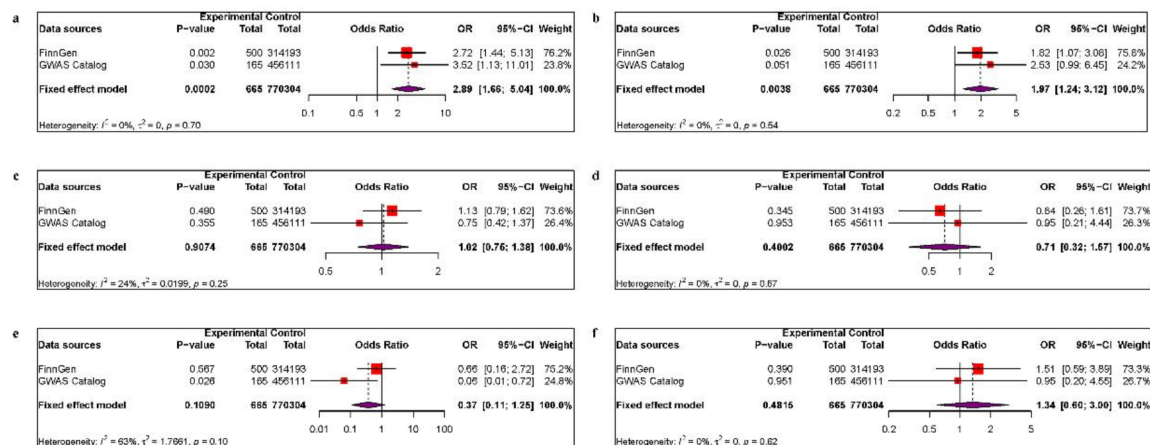 a
Experimental Control
Data sources P-value Total Total Odds Ratio OR 95%-CI Weight
FinnGen 0.002 500 314193 2.72 [1.44; 5.13] 76.2%
GWAS Catalog 0.030 165 456111 3.52 [1.13; 11.01] 23.8%
Fixed effect model 0.0002 665 770304 2.89 [1.66; 5.04] 100.0%
0.1 0.5 1 2 10
Heterogeneity: I² = 0%, τ² = 0, p = 0.70
b
Experimental Control
Data sources P-value Total Total Odds Ratio OR 95%-CI Weight
FinnGen 0.026 500 314193 1.82 [1.07; 3.08] 75.8%
GWAS Catalog 0.051 165 456111 2.53 [0.99; 6.45] 24.2%
Fixed effect model 0.0038 665 770304 1.97 [1.24; 3.12] 100.0%
0.2 0.5 1 2 5
Heterogeneity: I² = 0%, τ² = 0, p = 0.54
c
Experimental Control
Data sources P-value Total Total Odds Ratio OR 95%-CI Weight
FinnGen 0.490 500 314193 1.13 [0.79; 1.62] 73.6%
GWAS Catalog 0.355 165 456111 0.75 [0.42; 1.37] 26.4%
Fixed effect model 0.9074 665 770304 1.02 [0.75; 1.38] 100.0%
0.5 1 2
Heterogeneity: I² = 24%, τ² = 0.0199, p = 0.25
d
Experimental Control
Data sources P-value Total Total Odds Ratio OR 95%-CI Weight
FinnGen 0.345 500 314193 0.64 [0.26; 1.61] 73.7%
GWAS Catalog 0.953 165 456111 0.95 [0.21; 4.44] 26.3%
Fixed effect model 0.4002 665 770304 0.71 [0.32; 1.57] 100.0%
0.5 1 2
Heterogeneity: I² = 0%, τ² = 0, p = 0.67
e
Experimental Control
Data sources P-value Total Total Odds Ratio OR 95%-CI Weight
FinnGen 0.567 500 314193 0.66 [0.16; 2.72] 75.2%
GWAS Catalog 0.026 165 456111 0.06 [0.01; 0.72] 24.8%
Fixed effect model 0.1090 665 770304 0.37 [0.11; 1.25] 100.0%
0.01 0.1 1 10 100
Heterogeneity: I² = 63%, τ² = 1.7661, p = 0.10
f
Experimental Control
Data sources P-value Total Total Odds Ratio OR 95%-CI Weight
FinnGen 0.390 500 314193 1.51 [0.59; 3.89] 73.3%
GWAS Catalog 0.951 165 456111 0.95 [0.20; 4.55] 26.7%
Fixed effect model 0.4815 665 770304 1.34 [0.60; 3.00] 100.0%
0.2 0.5 1 2 5
Heterogeneity: I² = 0%, τ² = 0, p = 0.62